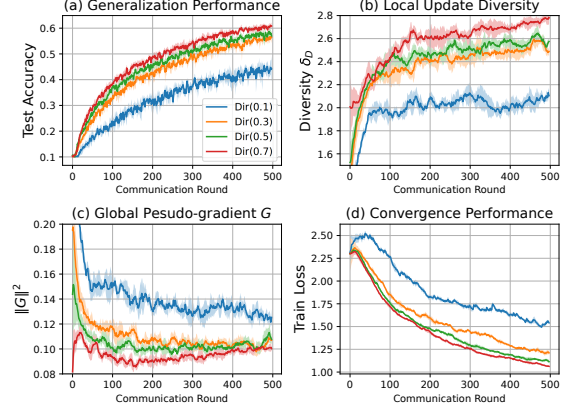 (a) Generalization Performance
Test Accuracy
0.6
0.5
0.4
0.3
0.2
0.1
Dir(0.1)
Dir(0.3)
Dir(0.5)
Dir(0.7)
0 100 200 300 400 500
Communication Round
(b) Local Update Diversity
Diversity δD
2.8
2.6
2.4
2.2
2.0
1.8
1.6
0 100 200 300 400 500
Communication Round
(c) Global Pesudo-gradient G
‖G‖²
0.20
0.18
0.16
0.14
0.12
0.10
0.08
0 100 200 300 400 500
Communication Round
(d) Convergence Performance
Train Loss
2.50
2.25
2.00
1.75
1.50
1.25
1.00
0 100 200 300 400 500
Communication Round